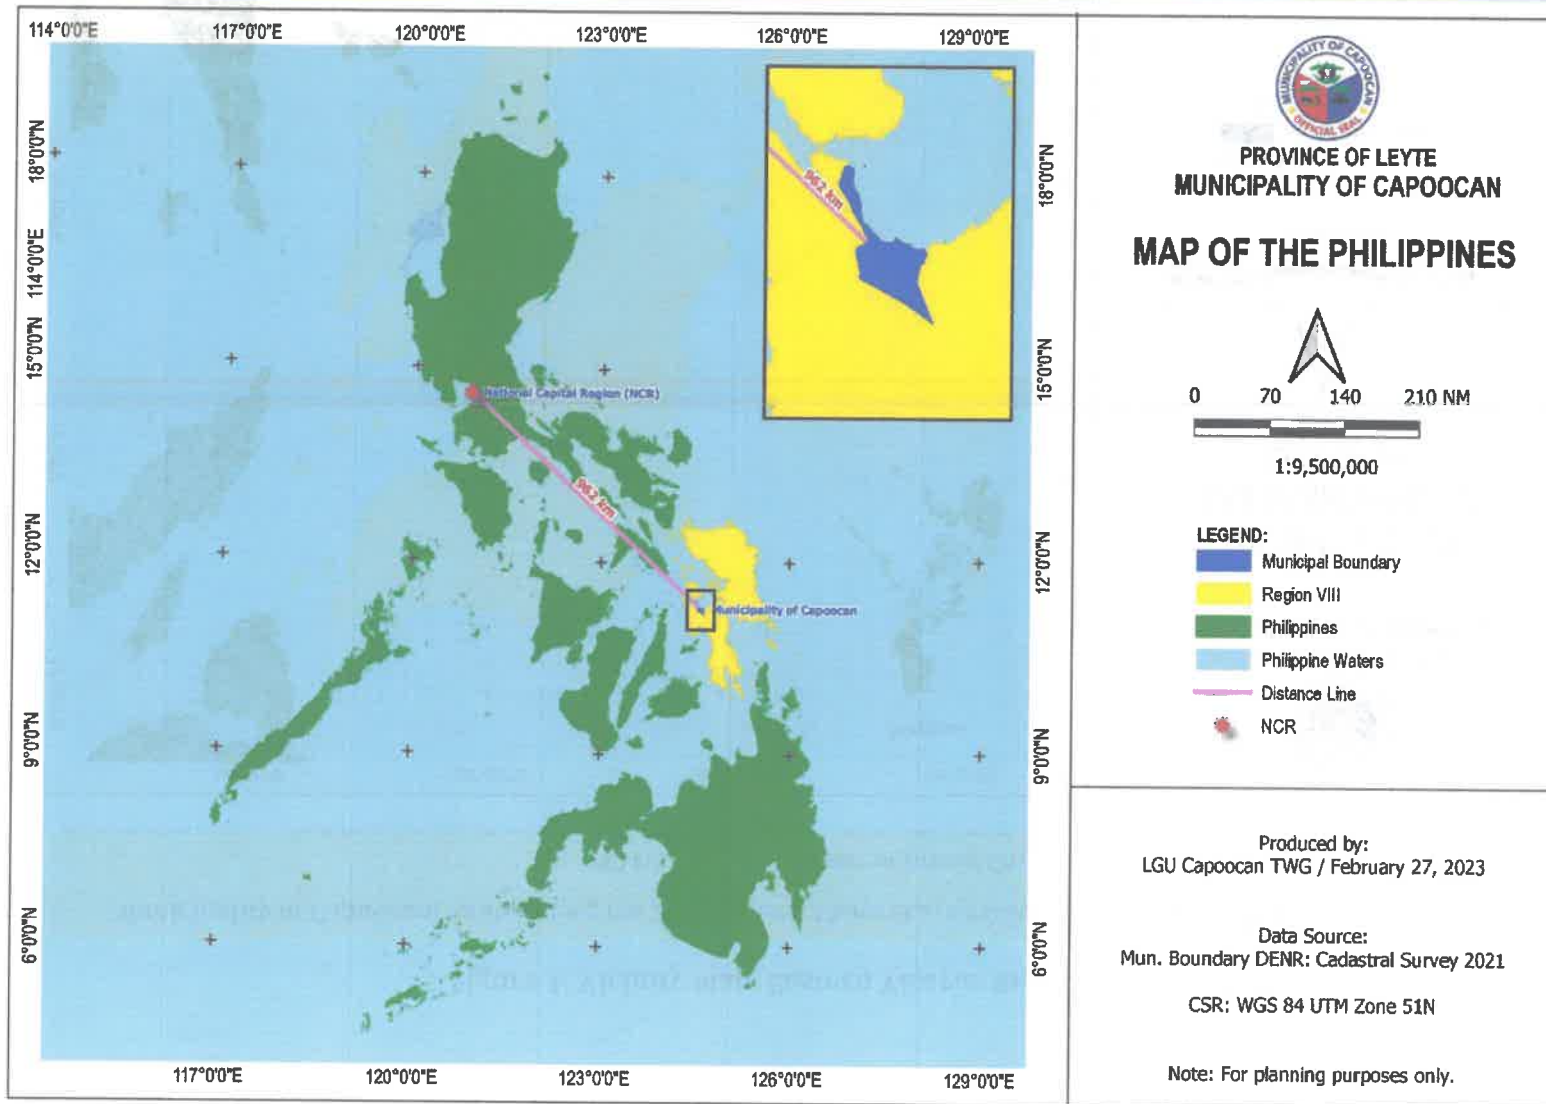 114°0'0"E
117°0'0"E
120°0'0"E
123°0'0"E
126°0'0"E
129°0'0"E
18°0'0"N
114°0'0"E
15°0'0"N
12°0'0"N
9°0'0"N
6°0'0"N
18°0'0"N
15°0'0"N
12°0'0"N
9°0'0"N
6°0'0"N
117°0'0"E
120°0'0"E
123°0'0"E
126°0'0"E
129°0'0"E
962 km
National Capital Region (NCR)
962 km
Municipality of Capoocan
MUNICIPALITY OF CAPOOCAN
OFFICIAL SEAL
PROVINCE OF LEYTE
MUNICIPALITY OF CAPOOCAN
MAP OF THE PHILIPPINES
0 70 140 210 NM
1:9,500,000
LEGEND:
Municipal Boundary
Region VIII
Philippines
Philippine Waters
Distance Line
NCR
Produced by:
LGU Capoocan TWG / February 27, 2023
Data Source:
Mun. Boundary DENR: Cadastral Survey 2021
CSR: WGS 84 UTM Zone 51N
Note: For planning purposes only.